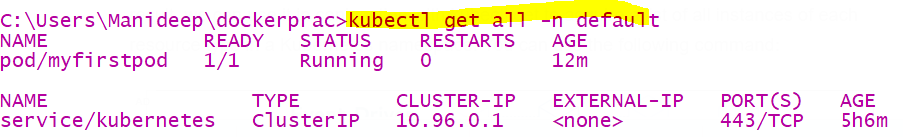 C:\Users\Manideep\dockerprac>kubectl get all -n default
NAME READY STATUS RESTARTS AGE
pod/myfirstpod 1/1 Running 0 12m
NAME TYPE CLUSTER-IP EXTERNAL-IP PORT(S) AGE
service/kubernetes ClusterIP 10.96.0.1 <none> 443/TCP 5h6m